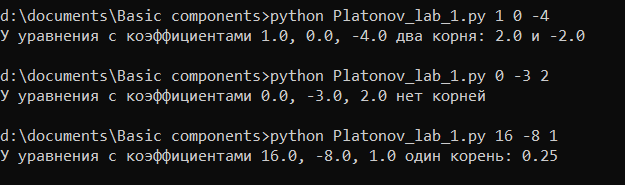 d:\documents\Basic components>python Platonov_lab_1.py 1 0 -4
У уравнения с коэффициентами 1.0, 0.0, -4.0 два корня: 2.0 и -2.0
d:\documents\Basic components>python Platonov_lab_1.py 0 -3 2
У уравнения с коэффициентами 0.0, -3.0, 2.0 нет корней
d:\documents\Basic components>python Platonov_lab_1.py 16 -8 1
У уравнения с коэффициентами 16.0, -8.0, 1.0 один корень: 0.25